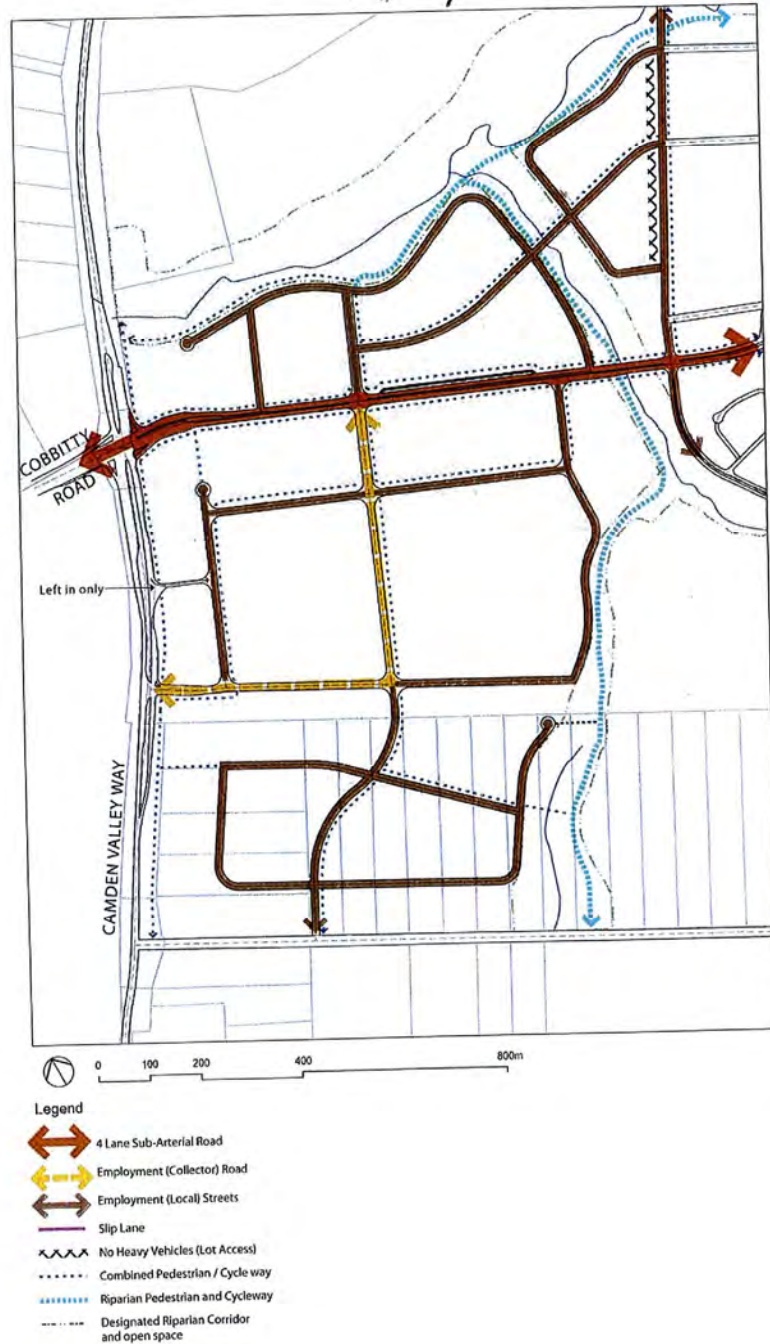 COBBITTY
ROAD
Left in only
CAMDEN VALLEY WAY
0 100 200 400 800m
Legend
4 Lane Sub-Arterial Road
Employment (Collector) Road
Employment (Local) Streets
Slip Lane
No Heavy Vehicles (Lot Access)
Combined Pedestrian / Cycle way
Riparian Pedestrian and Cycleway
Designated Riparian Corridor
and open space